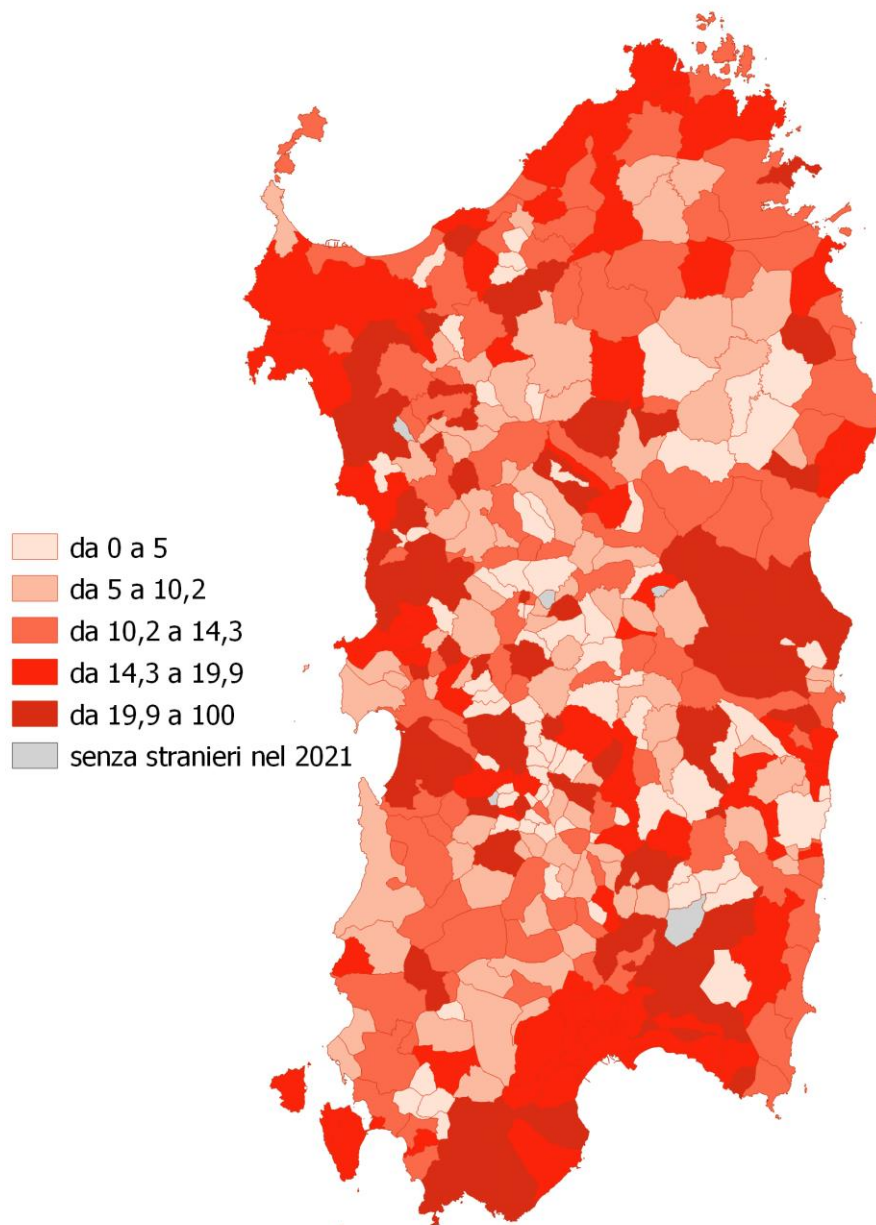 da 0 a 5
da 5 a 10,2
da 10,2 a 14,3
da 14,3 a 19,9
da 19,9 a 100
senza stranieri nel 2021